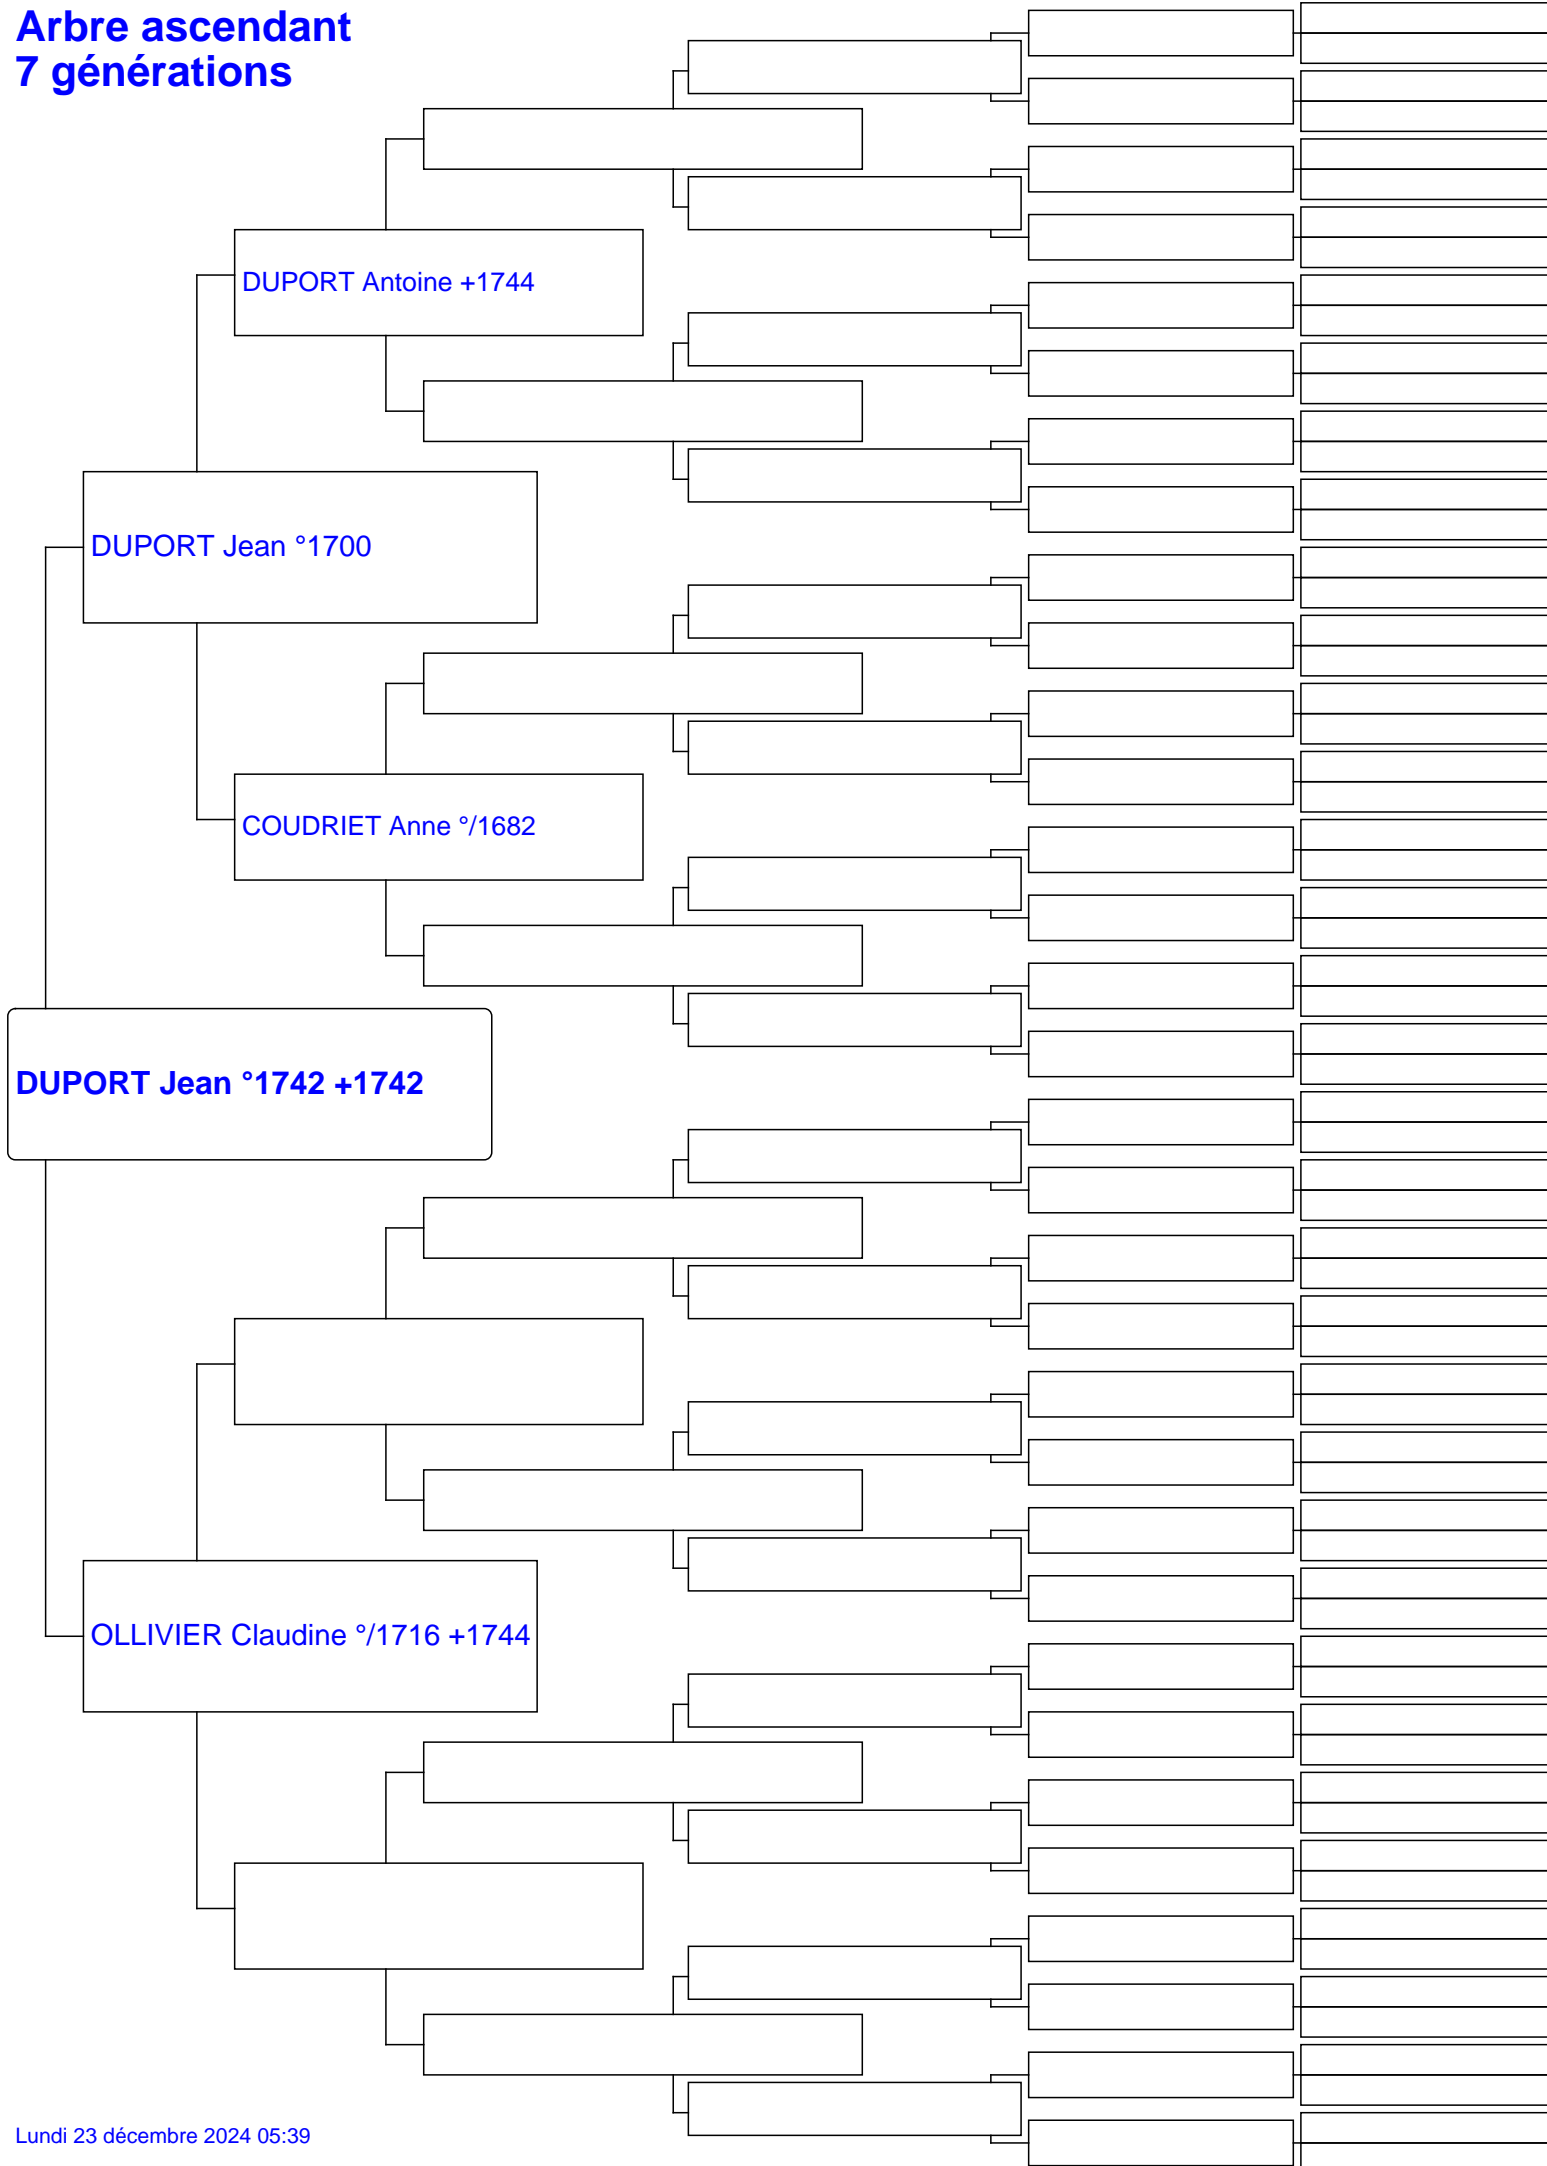 Arbre ascendant
7 générations
DUPORT Antoine +1744
DUPORT Jean °1700
COUDRIET Anne °/1682
DUPORT Jean °1742 +1742
OLLIVIER Claudine °/1716 +1744
Lundi 23 décembre 2024 05:39